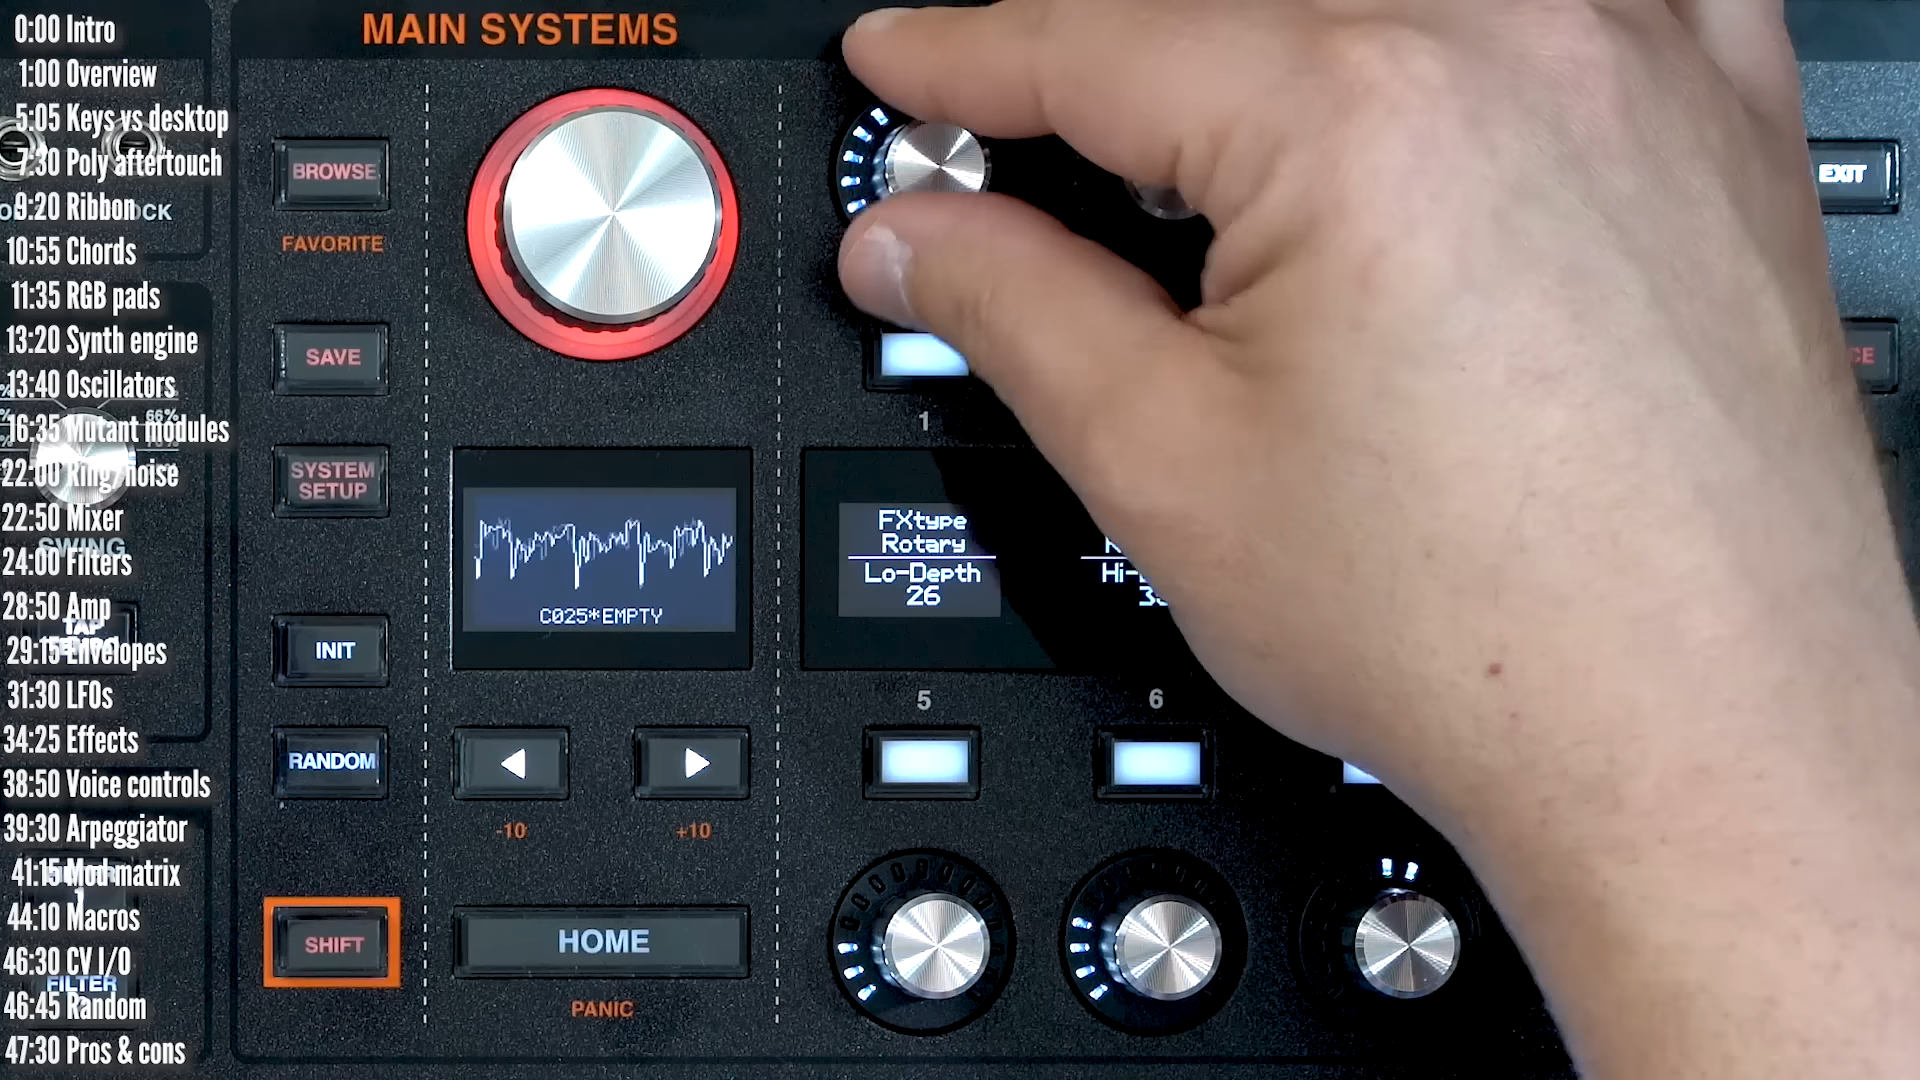 0:00 Intro
1:00 Overview
5:05 Keys vs desktop
7:30 Poly aftertouch
9:20 Ribbon
10:55 Chords
11:35 RGB pads
13:20 Synth engine
13:40 Oscillators
16:35 Mutant modules
22:00 Ring/noise
22:50 Mixer
24:00 Filters
28:50 Amp
29:15 Envelopes
31:30 LFOs
34:25 Effects
38:50 Voice controls
39:30 Arpeggiator
41:15 Mod matrix
44:10 Macros
46:30 CV I/O
46:45 Random
47:30 Pros & cons
66%
SWING
TAP
FILTER
MAIN SYSTEMS
BROWSE
FAVORITE
SAVE
SYSTEM
SETUP
INIT
RANDOM
SHIFT
C025*EMPTY
-10
+10
HOME
PANIC
1
FXtype
Rotary
Lo-Depth
26
5
6
EXIT